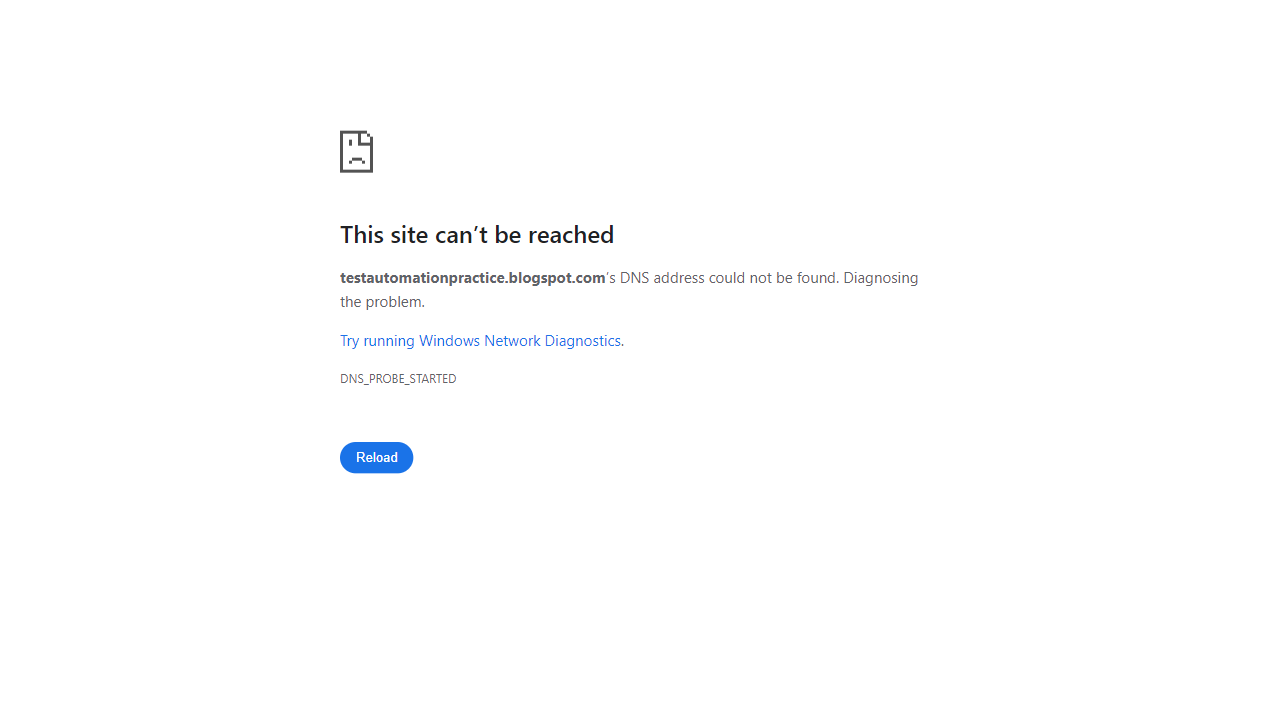 This site can’t be reached
testautomationpractice.blogspot.com’s DNS address could not be found. Diagnosing
the problem.
Try running Windows Network Diagnostics.
DNS_PROBE_STARTED
Reload